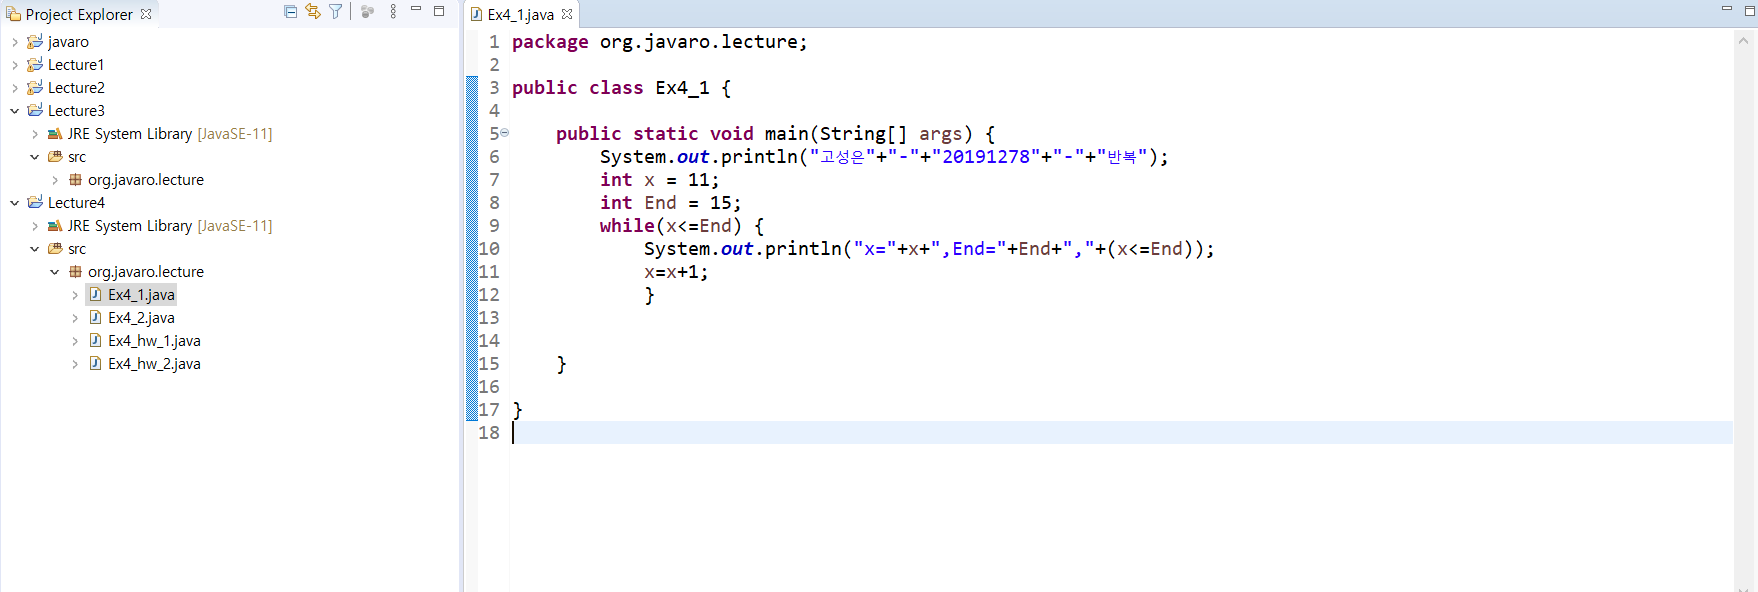 Project Explorer
javaro
Lecture1
Lecture2
Lecture3
JRE System Library [JavaSE-11]
src
org.javaro.lecture
Lecture4
JRE System Library [JavaSE-11]
src
org.javaro.lecture
Ex4_1.java
Ex4_2.java
Ex4_hw_1.java
Ex4_hw_2.java
Ex4_1.java
1 package org.javaro.lecture;
2
3 public class Ex4_1 {
4
5 public static void main(String[] args) {
6 System.out.println("고성은"+"-"+"20191278"+"-"+"반복");
7 int x = 11;
8 int End = 15;
9 while(x<=End) {
10 System.out.println("x="+x+",End="+End+","+(x<=End));
11 x=x+1;
12 }
13
14
15 }
16
17 }
18